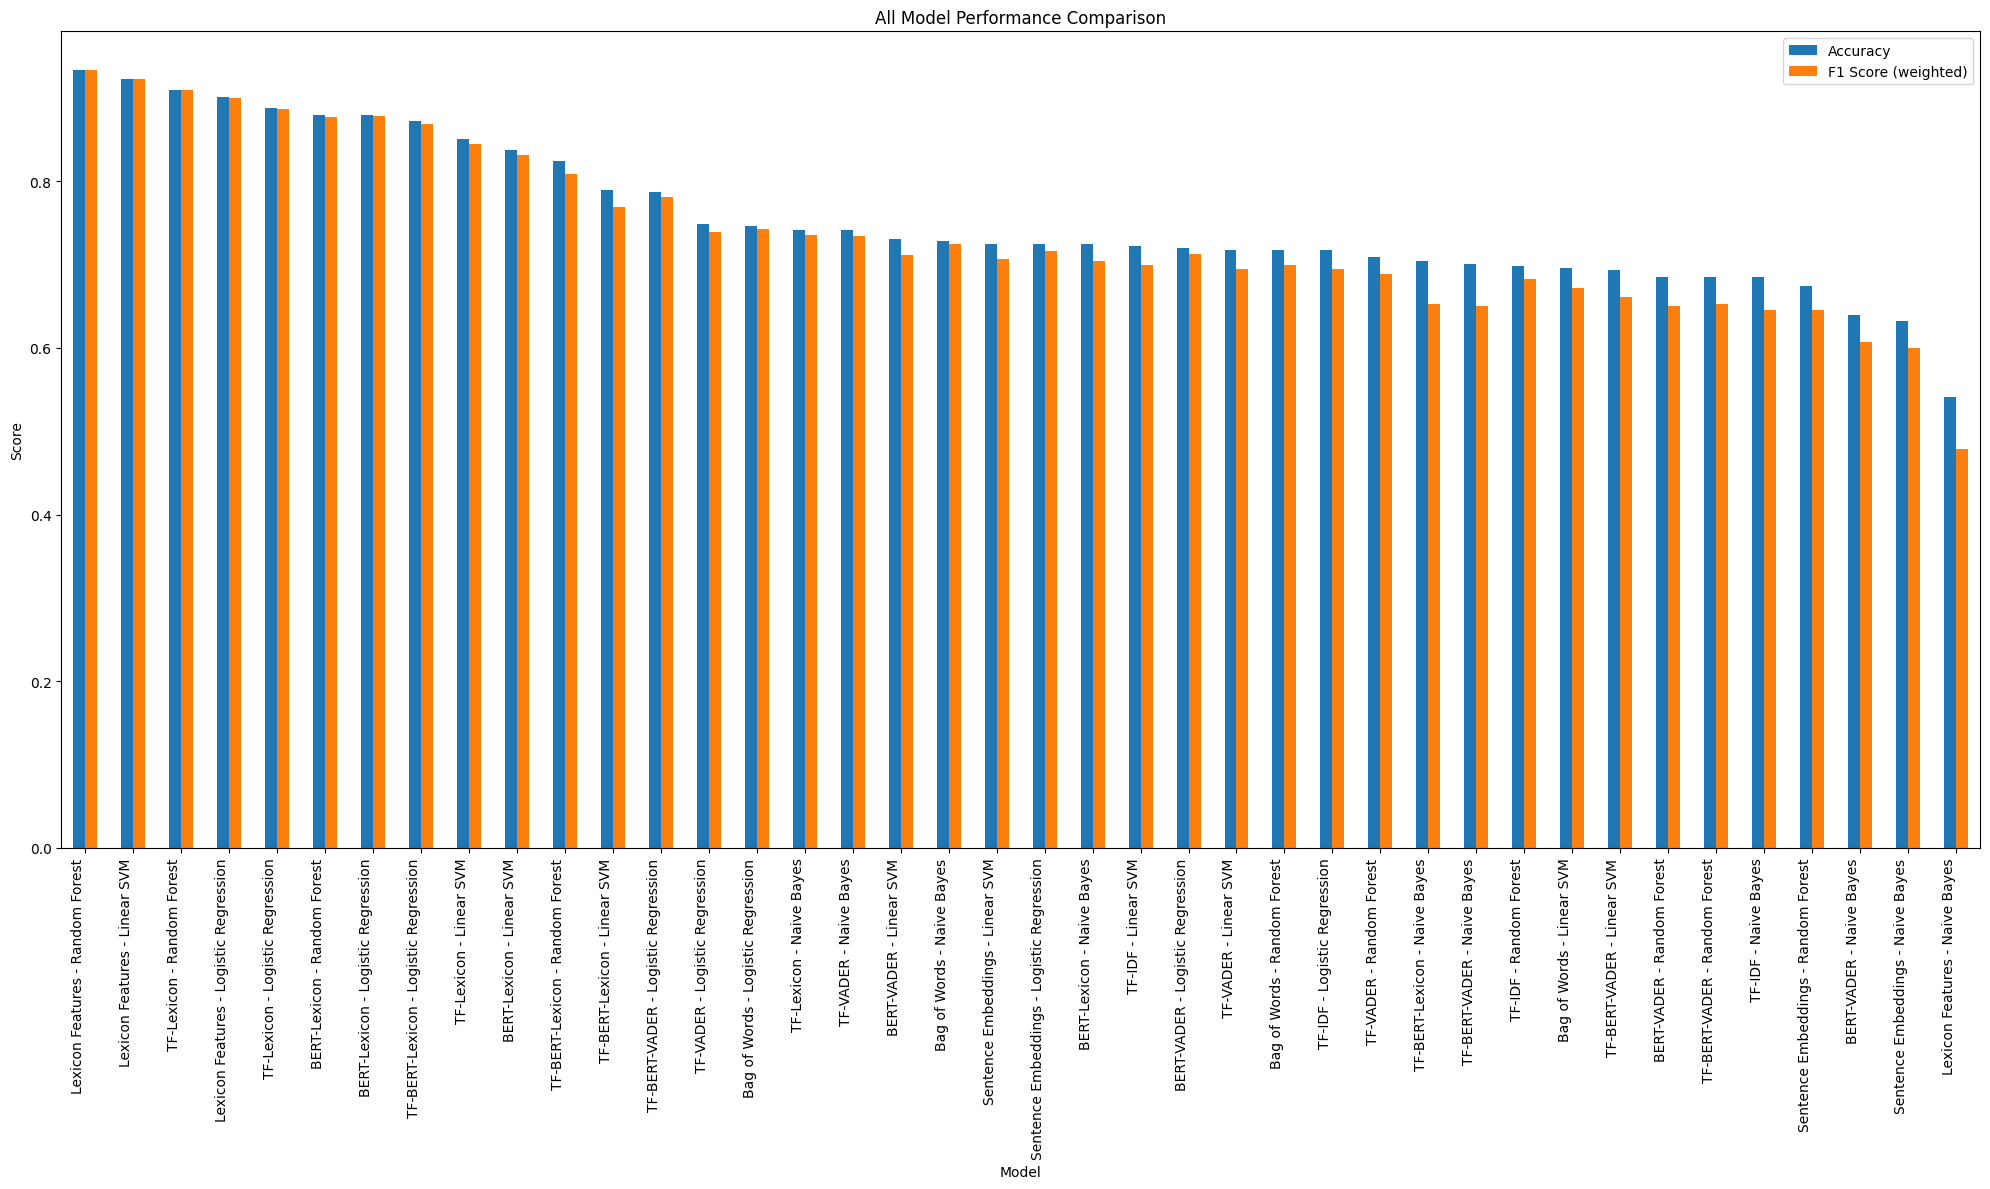 All Model Performance Comparison
Accuracy
F1 Score (weighted)
Score
0.8
0.6
0.4
0.2
0.0
Lexicon Features - Random Forest
Lexicon Features - Linear SVM
TF-Lexicon - Random Forest
Lexicon Features - Logistic Regression
TF-Lexicon - Logistic Regression
BERT-Lexicon - Random Forest
BERT-Lexicon - Logistic Regression
TF-BERT-Lexicon - Logistic Regression
TF-Lexicon - Linear SVM
BERT-Lexicon - Linear SVM
TF-BERT-Lexicon - Random Forest
TF-BERT-Lexicon - Linear SVM
TF-BERT-VADER - Logistic Regression
TF-VADER - Logistic Regression
Bag of Words - Logistic Regression
TF-Lexicon - Naive Bayes
TF-VADER - Naive Bayes
BERT-VADER - Linear SVM
Bag of Words - Naive Bayes
Sentence Embeddings - Linear SVM
Sentence Embeddings - Logistic Regression
BERT-Lexicon - Naive Bayes
TF-IDF - Linear SVM
BERT-VADER - Logistic Regression
TF-VADER - Linear SVM
Bag of Words - Random Forest
TF-IDF - Logistic Regression
TF-VADER - Random Forest
TF-BERT-Lexicon - Naive Bayes
TF-BERT-VADER - Naive Bayes
TF-IDF - Random Forest
Bag of Words - Linear SVM
TF-BERT-VADER - Linear SVM
BERT-VADER - Random Forest
TF-BERT-VADER - Random Forest
TF-IDF - Naive Bayes
Sentence Embeddings - Random Forest
BERT-VADER - Naive Bayes
Sentence Embeddings - Naive Bayes
Lexicon Features - Naive Bayes
Model